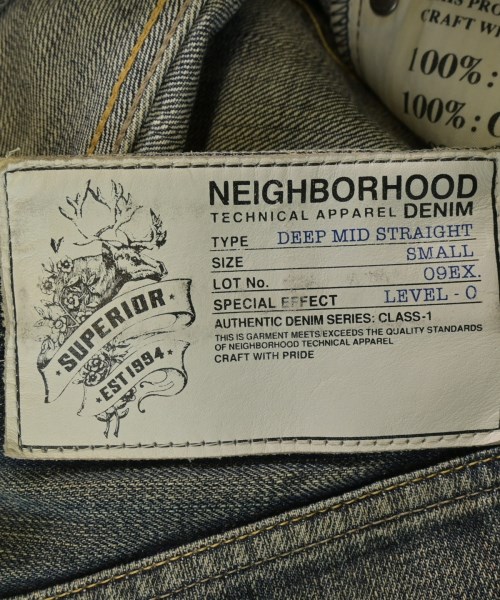 CRAFT WI
100%:
100%:
NEIGHBORHOOD
TECHNICAL APPAREL DENIM
TYPE DEEP MID STRAIGHT
SIZE SMALL
LOT No. 09EX.
SPECIAL EFFECT LEVEL - 0
AUTHENTIC DENIM SERIES: CLASS-1
THIS IS GARMENT MEETS/EXCEEDS THE QUALITY STANDARDS
OF NEIGHBORHOOD TECHNICAL APPAREL
CRAFT WITH PRIDE
·SUPERIOR·
·EST1994·